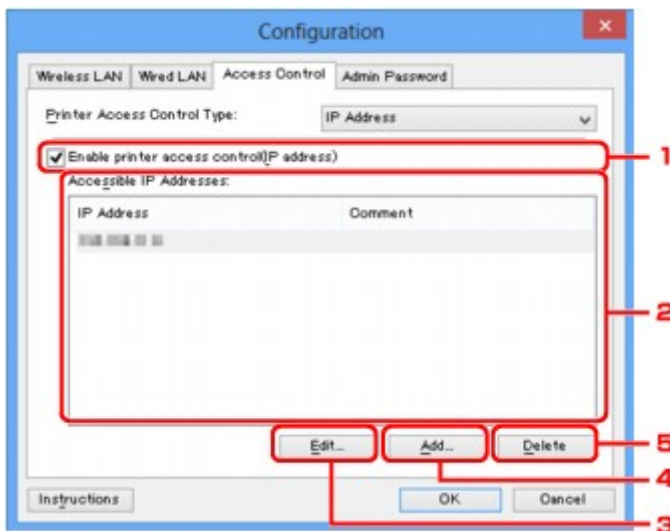 Configuration
Wireless LAN Wired LAN Access Control Admin Password
Printer Access Control Type: IP Address
Enable printer access control(IP address) 1
Accessible IP Addresses:
IP Address Comment
2
Edit... Add... Delete 5
4
Instructions OK Cancel
3